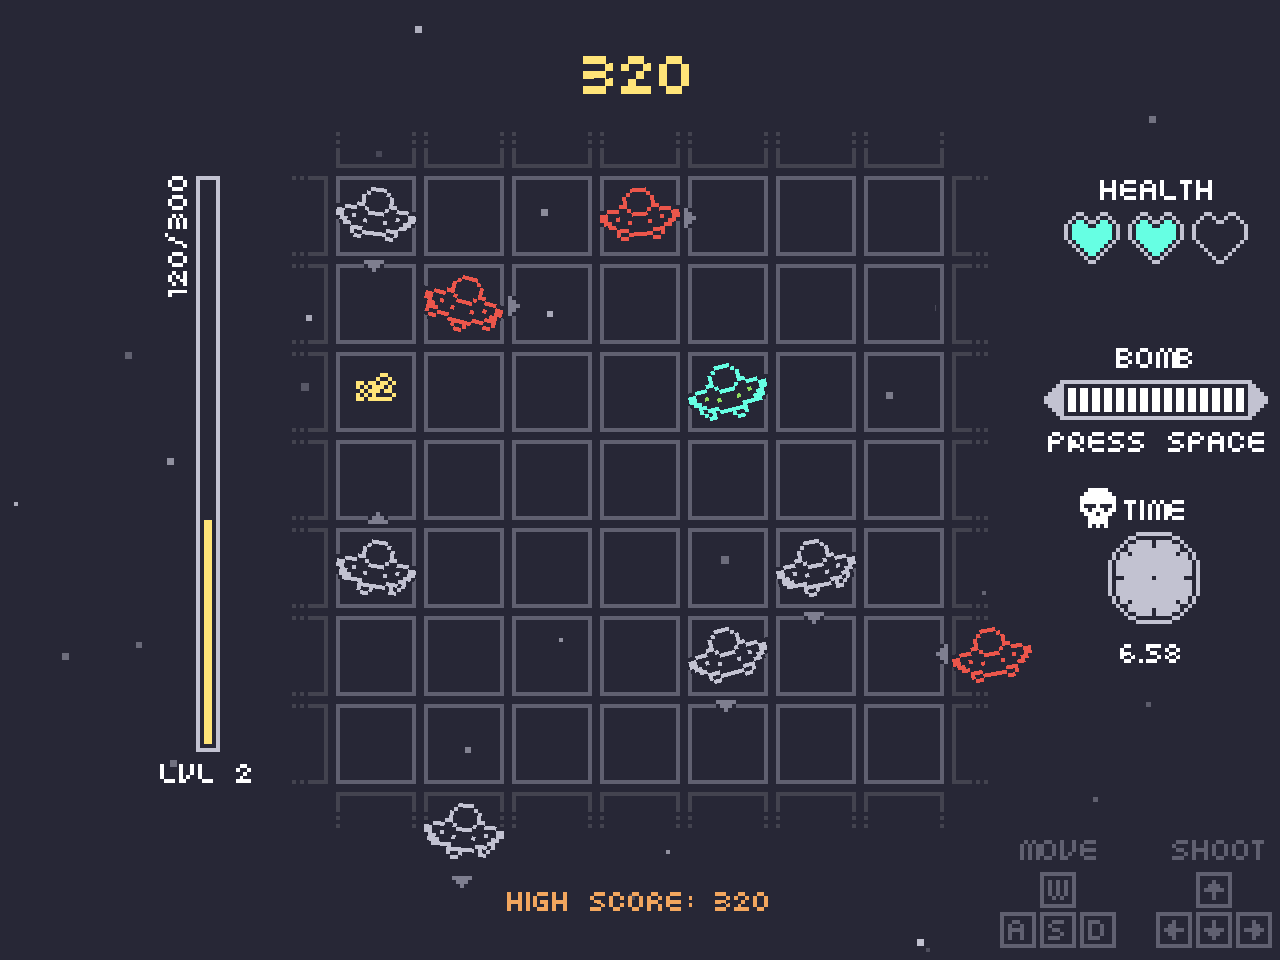 320
120/300
HEALTH
BOMB
PRESS SPACE
TIME
6.58
LVL 2
MOVE
SHOOT
W
A S D
HIGH SCORE: 320